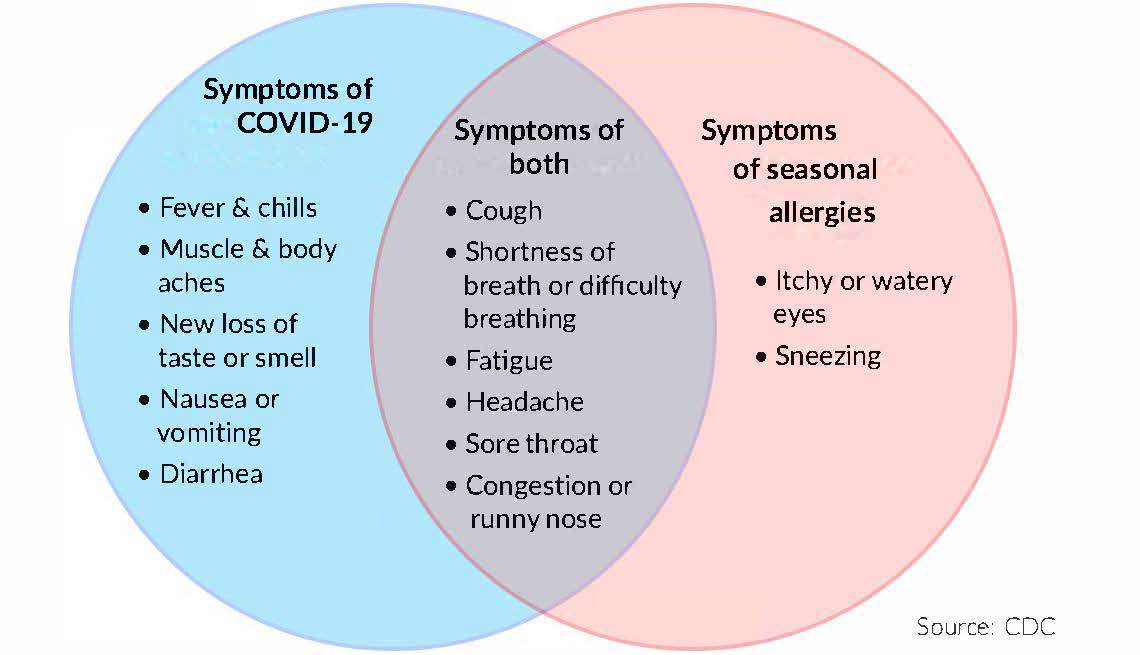 Symptoms of
COVID-19
• Fever & chills
• Muscle & body
aches
• New loss of
taste or smell
• Nausea or
vomiting
• Diarrhea
Symptoms of
both
• Cough
• Shortness of
breath or difficulty
breathing
• Fatigue
• Headache
• Sore throat
• Congestion or
runny nose
Symptoms
of seasonal
allergies
• Itchy or watery
eyes
• Sneezing
Source: CDC